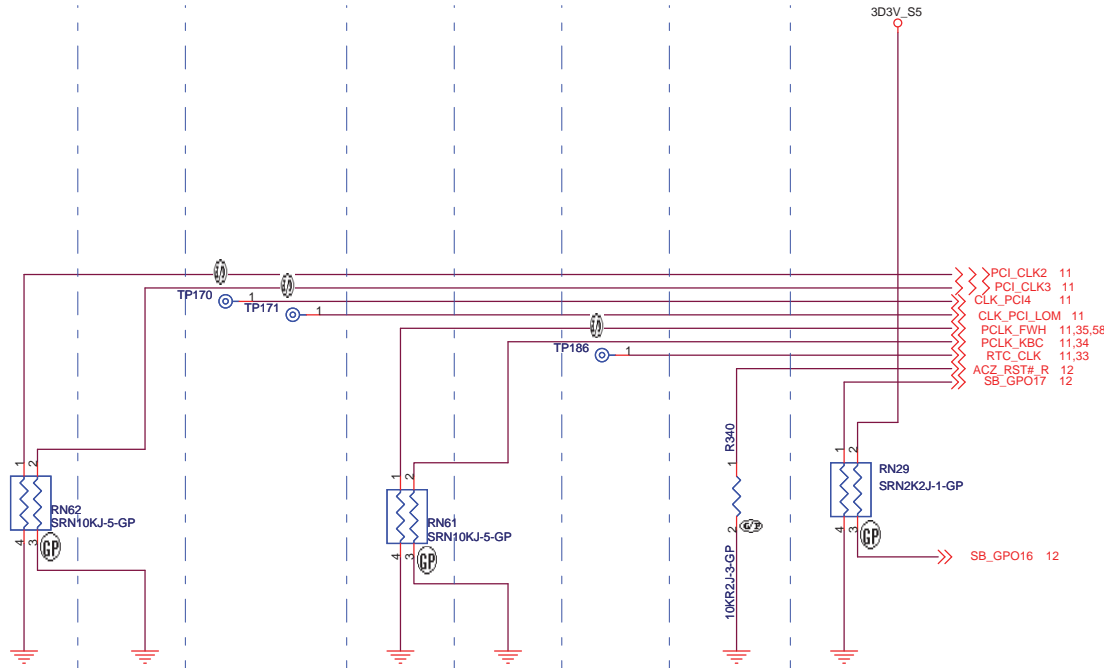 3D3V_S5
PCI_CLK2 11
PCI_CLK3 11
TP170
1
CLK_PCI4 11
TP171
1
CLK_PCI_LOM 11
PCLK_FWH 11,35,58
PCLK_KBC 11,34
TP186
1
RTC_CLK 11,33
ACZ_RST#_R 12
SB_GPO17 12
1
2
RN62
SRN10KJ-5-GP
4
3
GP
1
2
RN61
SRN10KJ-5-GP
4
3
GP
R340
1
2
10KR2J-3-GP
1
2
RN29
SRN2K2J-1-GP
4
3
GP
SB_GPO16 12